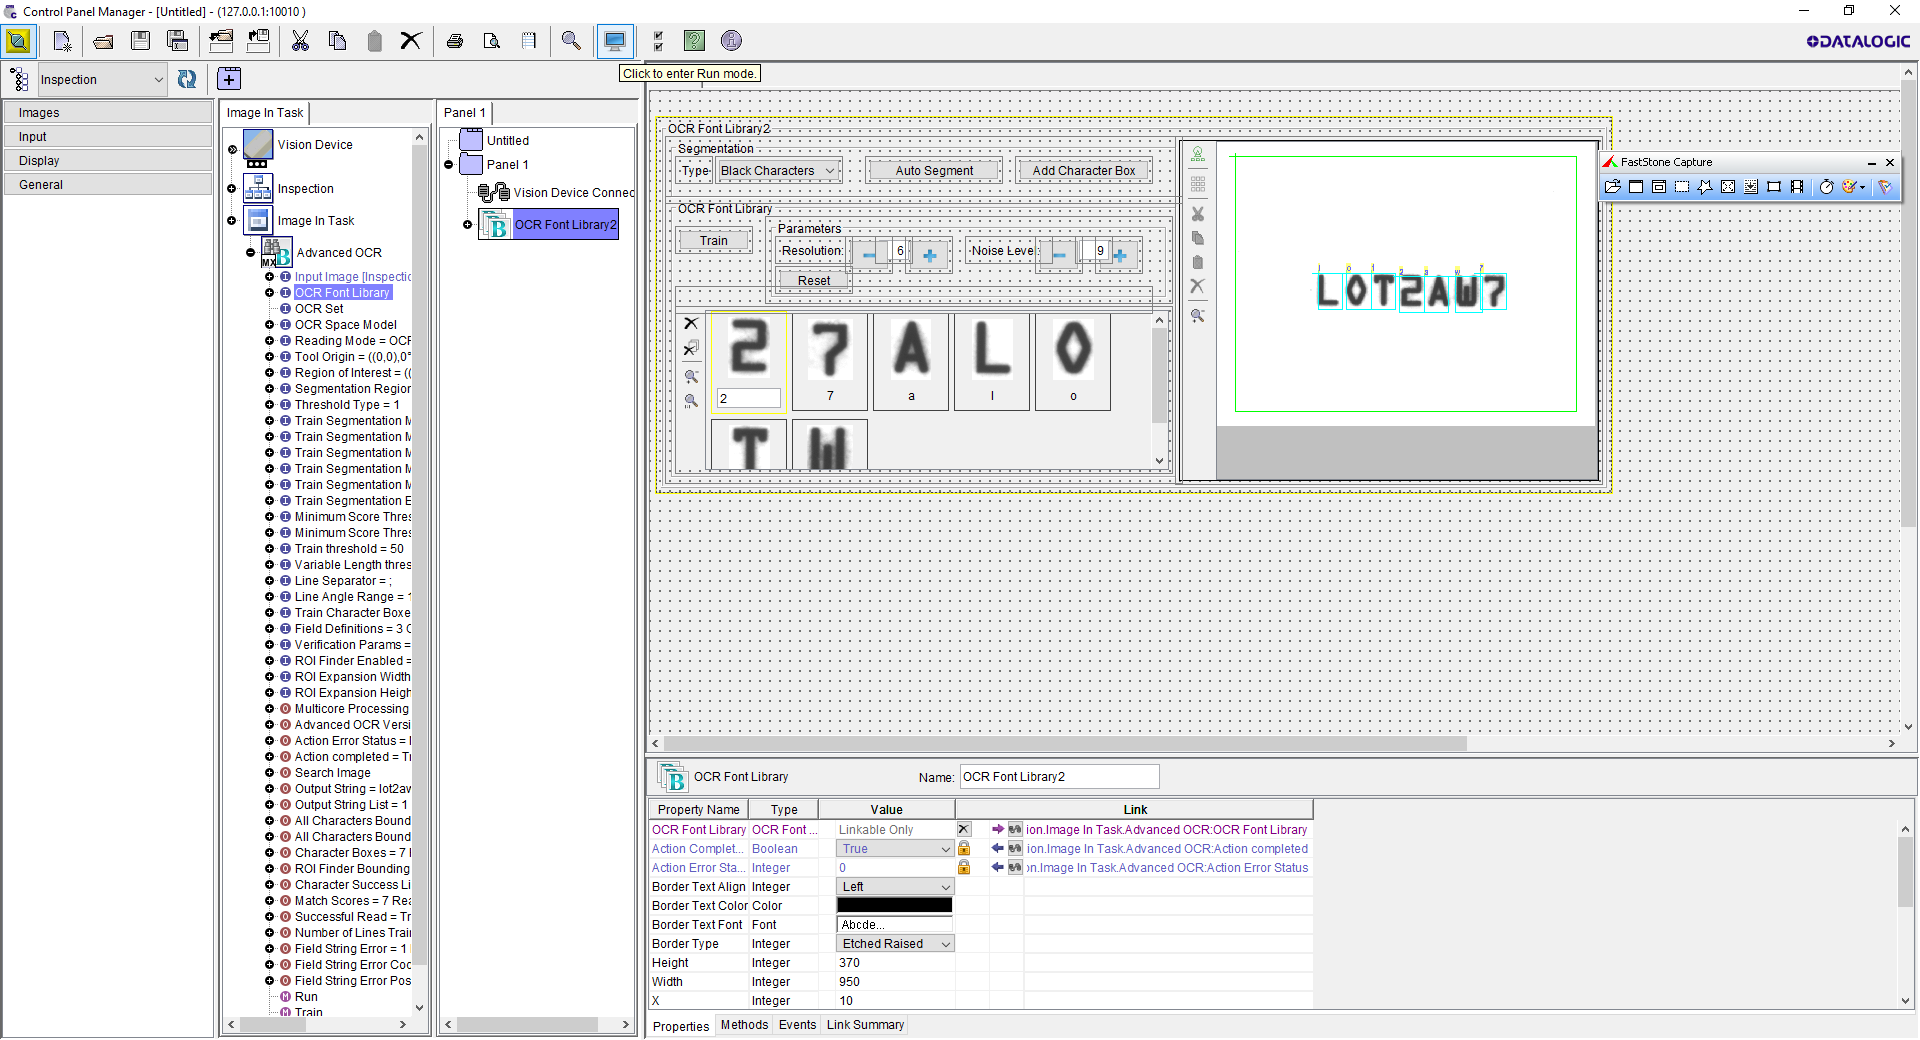 Control Panel Manager - [Untitled] - (127.0.0.1:10010 )
DATALOGIC
Inspection
Click to enter Run mode.
Images
Input
Display
General
Image In Task
Vision Device
Inspection
Image In Task
Advanced OCR
Input Image [Inspectic
OCR Font Library
OCR Set
OCR Space Model
Reading Mode = OCF
Tool Origin = ((0,0),0°
Region of Interest = ((
Segmentation Region
Threshold Type = 1
Train Segmentation M
Train Segmentation M
Train Segmentation M
Train Segmentation M
Train Segmentation M
Train Segmentation E
Minimum Score Thres
Minimum Score Thres
Train threshold = 50
Variable Length thres
Line Separator = ;
Line Angle Range = 1
Train Character Boxe
Field Definitions = 3 C
Verification Params =
ROI Finder Enabled =
ROI Expansion Width
ROI Expansion Heigh
Multicore Processing
Advanced OCR Versi
Action Error Status = 
Action completed = Tr
Search Image
Output String = lot2aw
Output String List = 1
All Characters Bound
All Characters Bound
Character Boxes = 7
ROI Finder Bounding
Character Success Li
Match Scores = 7 Rea
Successful Read = Tr
Number of Lines Trai
Field String Error = 1
Field String Error Coo
Field String Error Pos
Run
Train
Panel 1
Untitled
Panel 1
Vision Device Connec
OCR Font Library2
OCR Font Library2
Segmentation
Type Black Characters
Auto Segment
Add Character Box
OCR Font Library
Train
Parameters
Resolution: 6
Noise Level: 9
Reset
2 7 A L O
2 7 a l o
T W
l o t 2 a w 7
LOT2AW7
FastStone Capture
OCR Font Library
Name: OCR Font Library2
Property Name Type Value Link
OCR Font Library OCR Font ... Linkable Only ion.Image In Task.Advanced OCR:OCR Font Library
Action Complet... Boolean True ion.Image In Task.Advanced OCR:Action completed
Action Error Sta... Integer 0 on.Image In Task.Advanced OCR:Action Error Status
Border Text Align Integer Left
Border Text Color Color
Border Text Font Font Abcde...
Border Type Integer Etched Raised
Height Integer 370
Width Integer 950
X Integer 10
Properties Methods Events Link Summary